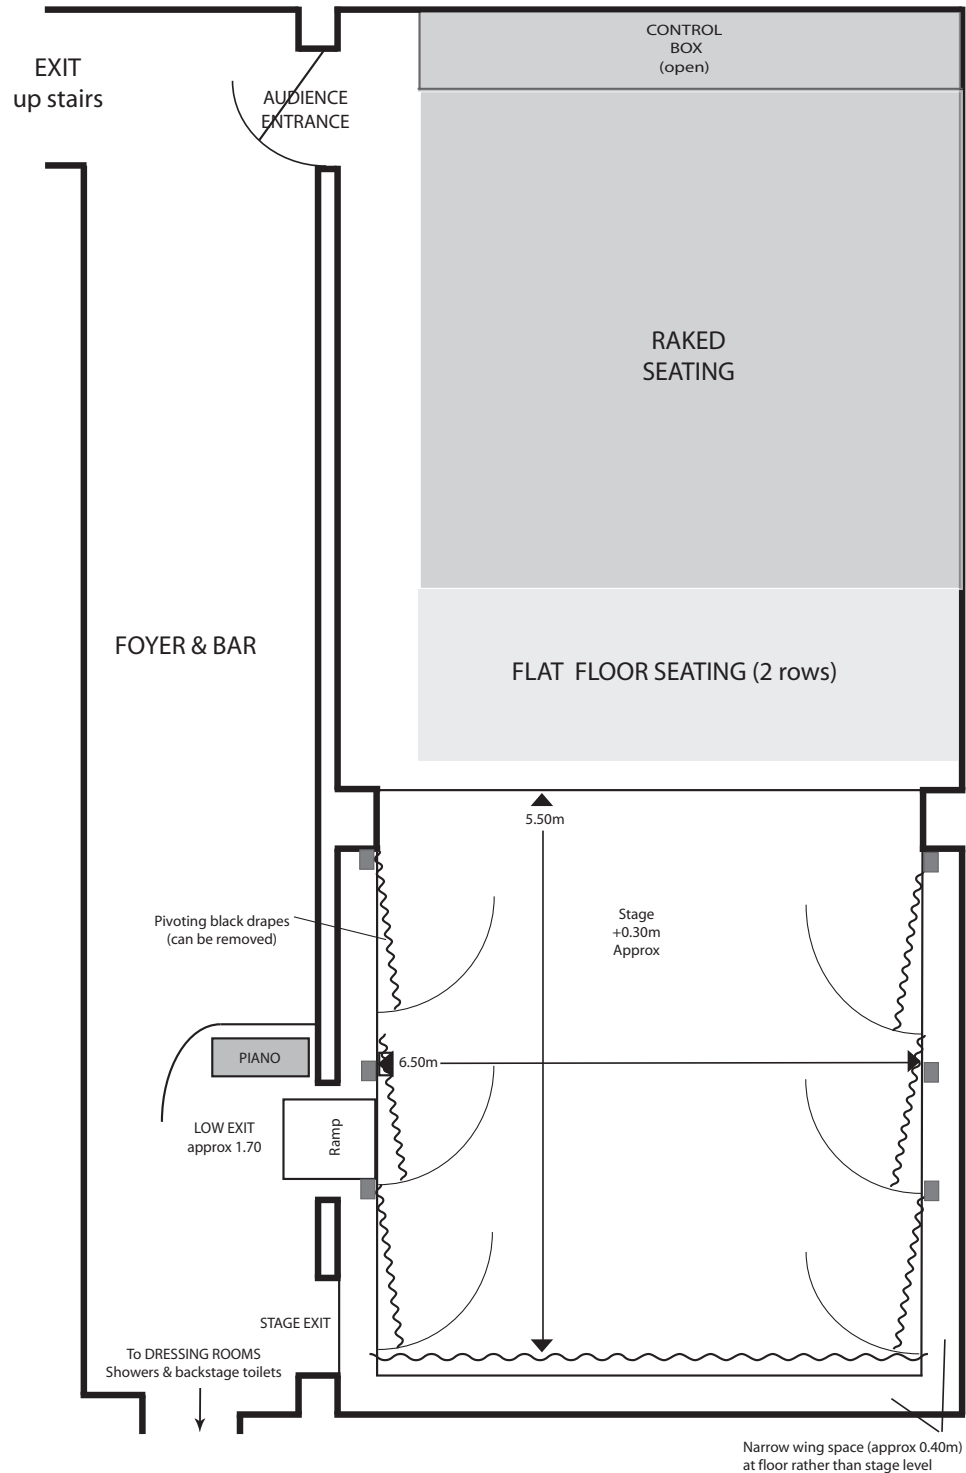 CONTROL
BOX
(open)
EXIT
up stairs
AUDIENCE
ENTRANCE
RAKED
SEATING
FOYER & BAR
FLAT FLOOR SEATING (2 rows)
5.50m
Pivoting black drapes
(can be removed)
Stage
+0.30m
Approx
PIANO
6.50m
LOW EXIT
approx 1.70
Ramp
STAGE EXIT
To DRESSING ROOMS
Showers & backstage toilets
Narrow wing space (approx 0.40m)
at floor rather than stage level